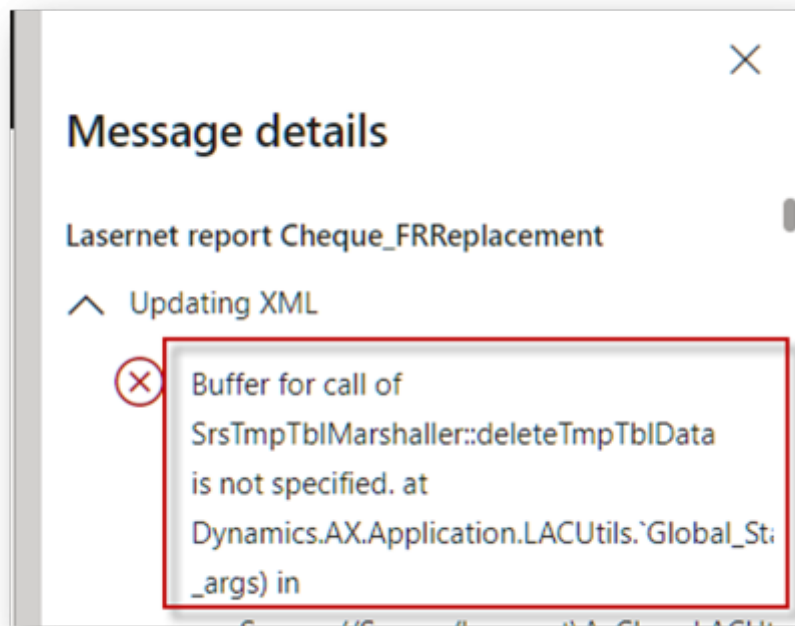 Message details
Lasernet report Cheque_FRReplacement
Updating XML
Buffer for call of
SrsTmpTblMarshaller::deleteTmpTblData
is not specified. at
Dynamics.AX.Application.LACUtils.`Global_Sta
_args) in